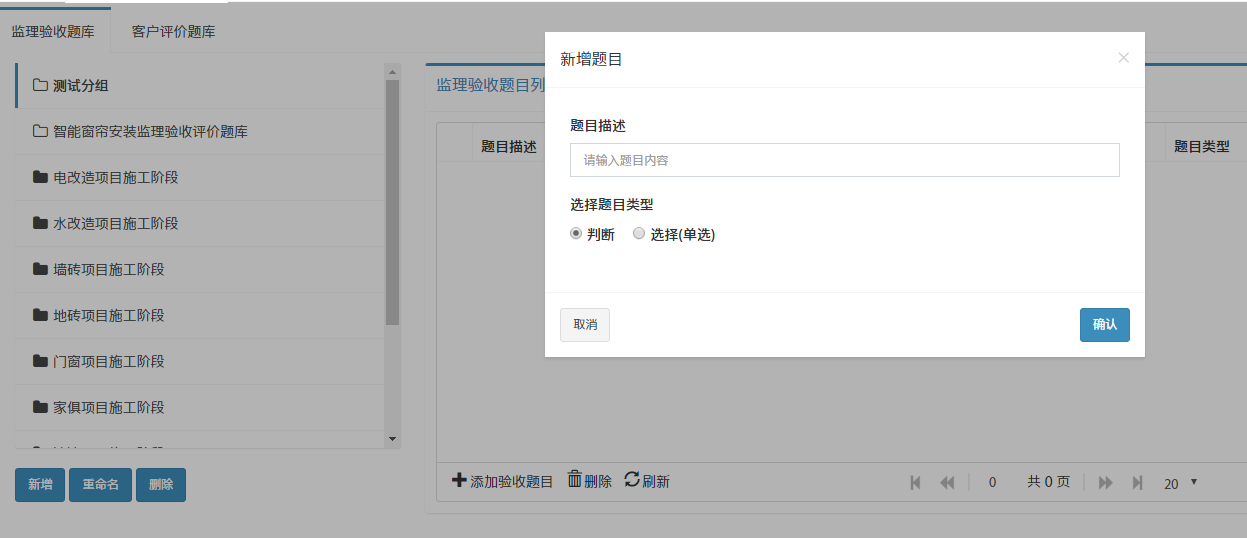 监理验收题库
客户评价题库
测试分组
智能窗帘安装监理验收评价题库
电改造项目施工阶段
水改造项目施工阶段
墙砖项目施工阶段
地砖项目施工阶段
门窗项目施工阶段
家俱项目施工阶段
新增 重命名 删除
监理验收题目列
题目描述
题目类型
新增题目
题目描述
请输入题目内容
选择题目类型
判断 选择(单选)
取消 确认
添加验收题目 删除 刷新
0 共 0 页 20